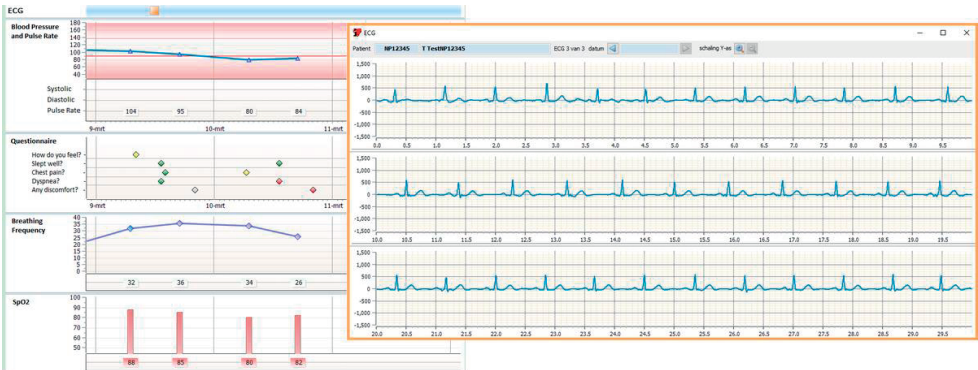 ECG
Blood Pressure
and Pulse Rate
180
160
140
120
100
80
60
40
Systolic
Diastolic
Pulse Rate
104 95 80 84
9-mrt 10-mrt 11-mrt
Questionnaire
How do you feel?
Slept well?
Chest pain?
Dyspnea?
Any discomfort?
9-mrt 10-mrt 11-mrt
Breathing
Frequency
40
35
30
25
20
15
10
5
0
32 36 34 26
SpO2
100
90
80
70
60
50
88 85 80 82
ECG
Patient NP12345 T TestNP12345 ECG 3 van 3 datum schaling Y-as
1,500
1,000
500
0
-500
-1,000
-1,500
0.0 0.5 1.0 1.5 2.0 2.5 3.0 3.5 4.0 4.5 5.0 5.5 6.0 6.5 7.0 7.5 8.0 8.5 9.0 9.5
1,500
1,000
500
0
-500
-1,000
-1,500
10.0 10.5 11.0 11.5 12.0 12.5 13.0 13.5 14.0 14.5 15.0 15.5 16.0 16.5 17.0 17.5 18.0 18.5 19.0 19.5
1,500
1,000
500
0
-500
-1,000
-1,500
20.0 20.5 21.0 21.5 22.0 22.5 23.0 23.5 24.0 24.5 25.0 25.5 26.0 26.5 27.0 27.5 28.0 28.5 29.0 29.5